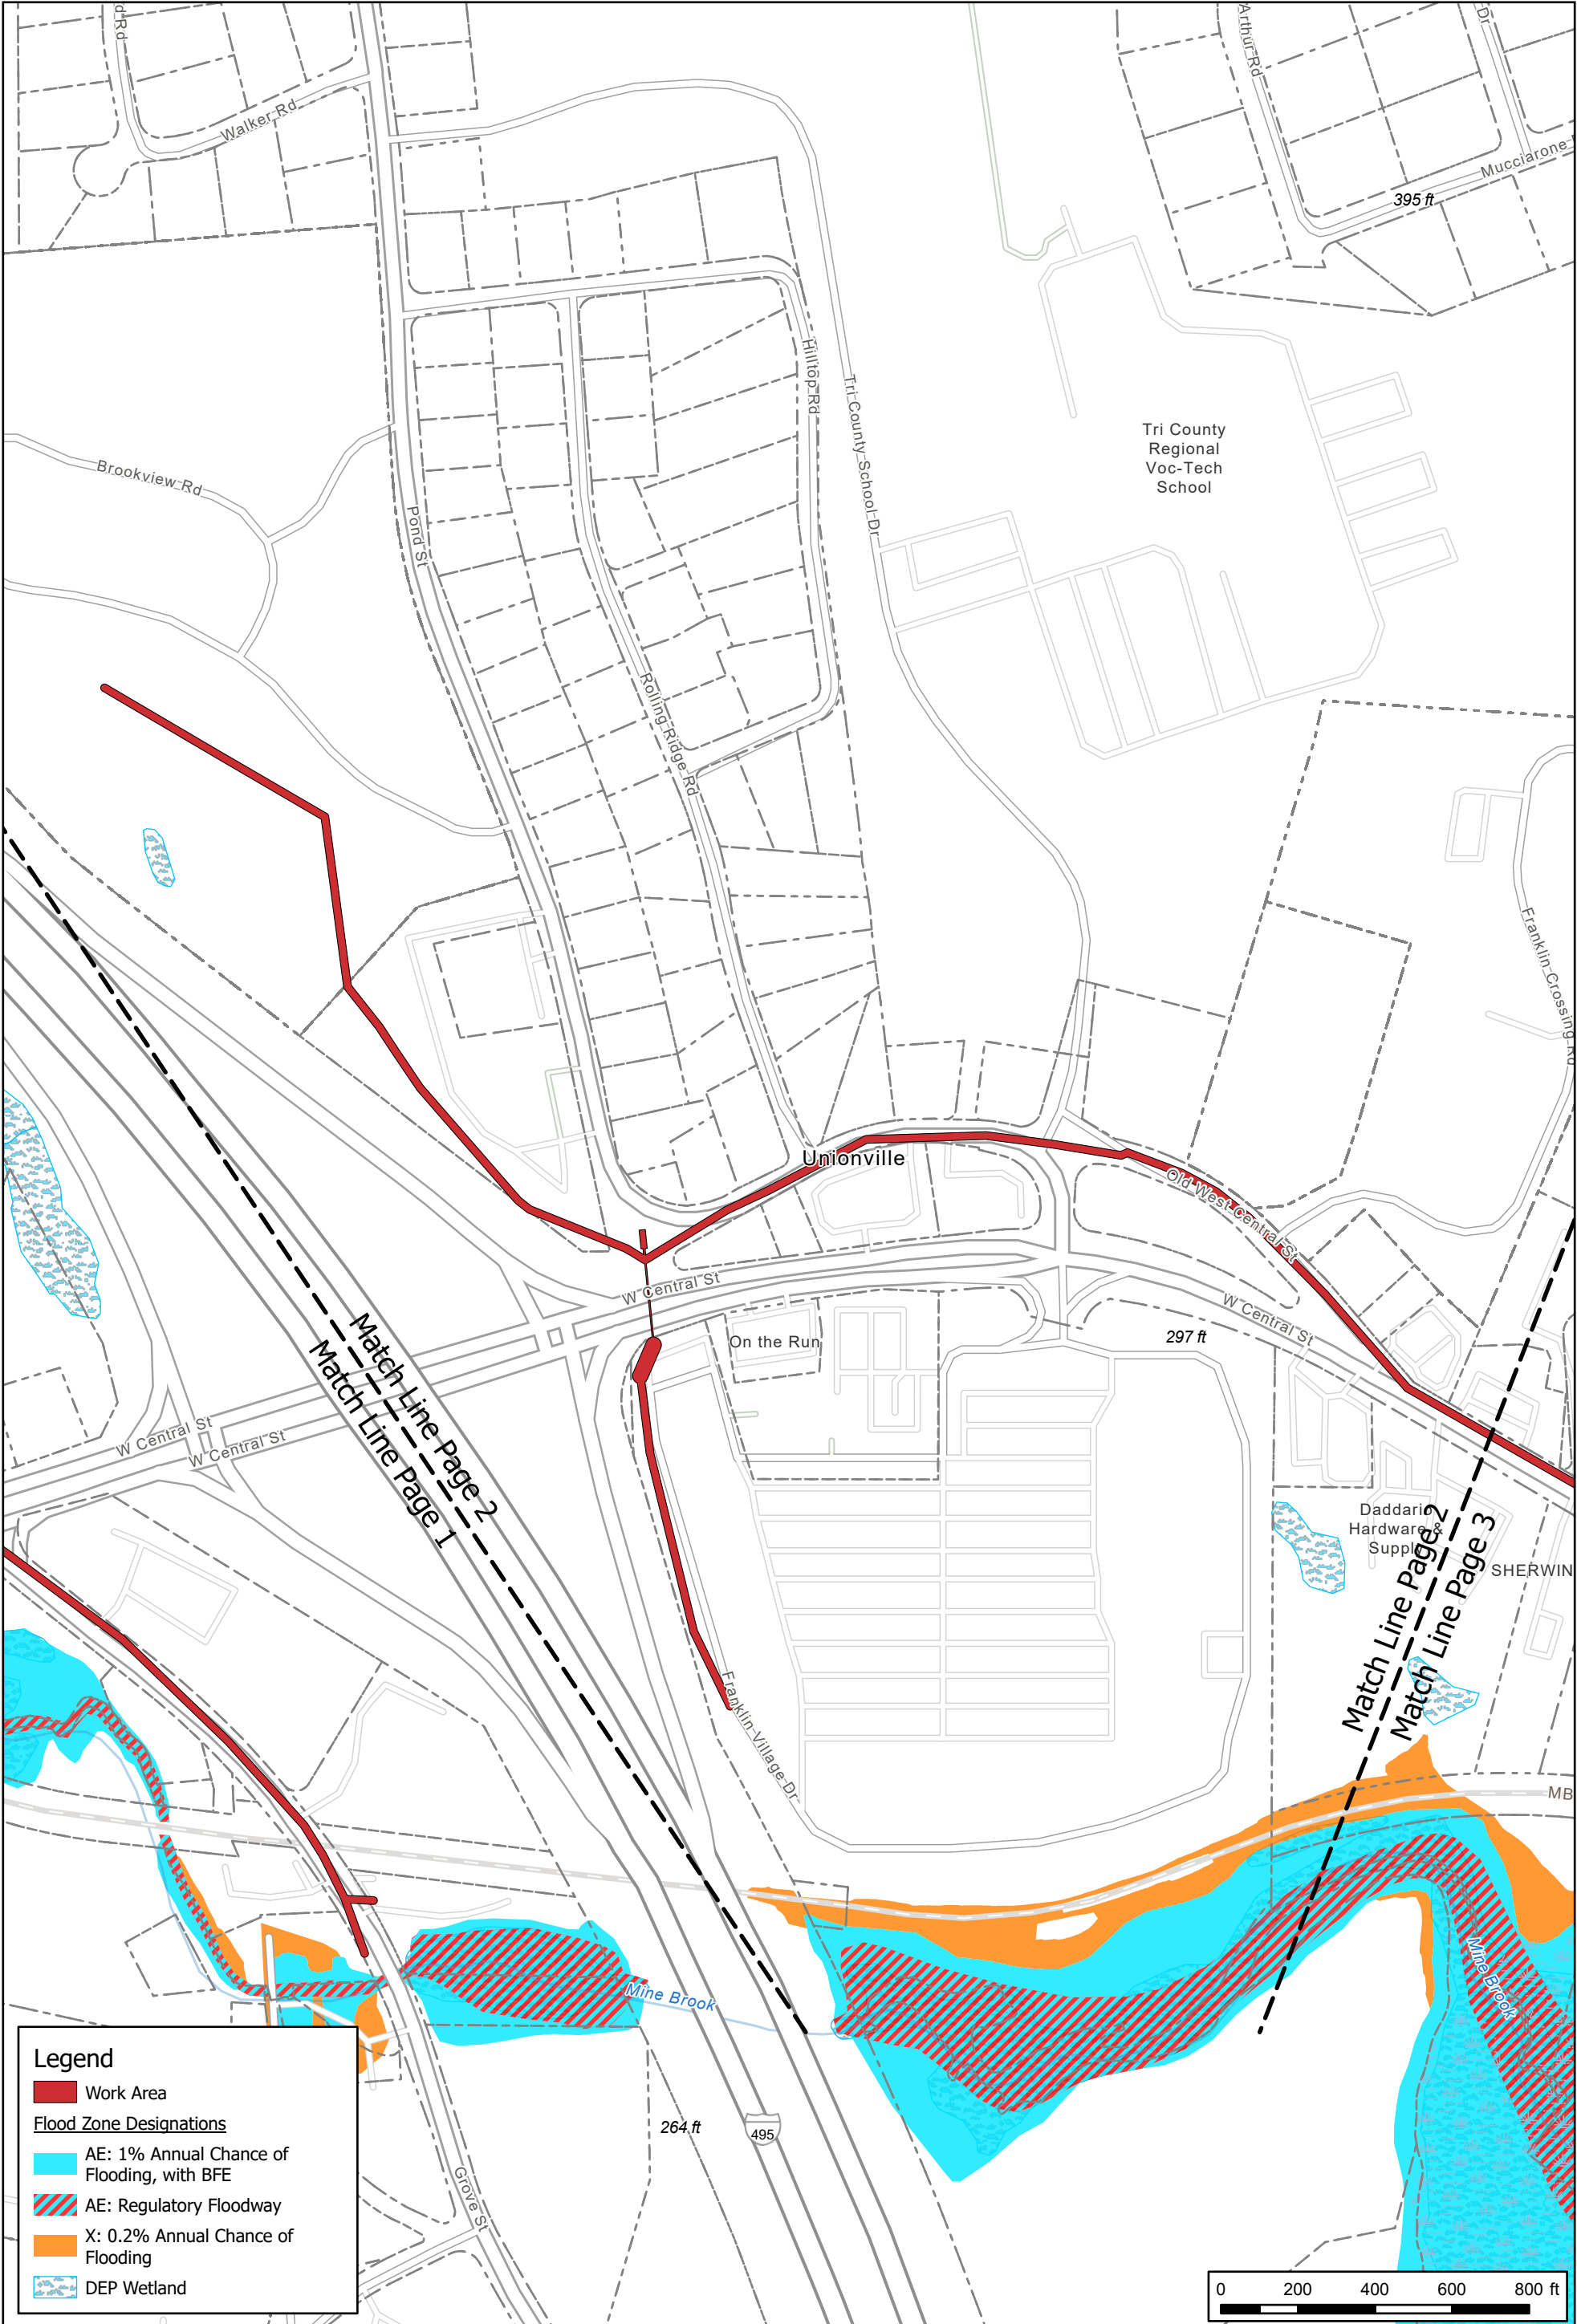 d Rd
Walker Rd
Arthur Rd
Dr
Mucciarone
395 ft
Hilltop Rd
Tri County School Dr
Tri County
Regional
Voc-Tech
School
Brookview Rd
Pond St
Rolling Ridge Rd
Franklin Crossing Rd
Unionville
Old West Central St
W Central St
W Central St
297 ft
On the Run
Match Line Page 2
Match Line Page 1
W Central St
W Central St
Daddario
Hardware &
Supply
SHERWIN
Match Line Page 2
Match Line Page 3
Franklin Village Dr
MB
Mine Brook
Mine Brook
264 ft
495
Grove St
Legend
Work Area
Flood Zone Designations
AE: 1% Annual Chance of
Flooding, with BFE
AE: Regulatory Floodway
X: 0.2% Annual Chance of
Flooding
DEP Wetland
0 200 400 600 800 ft